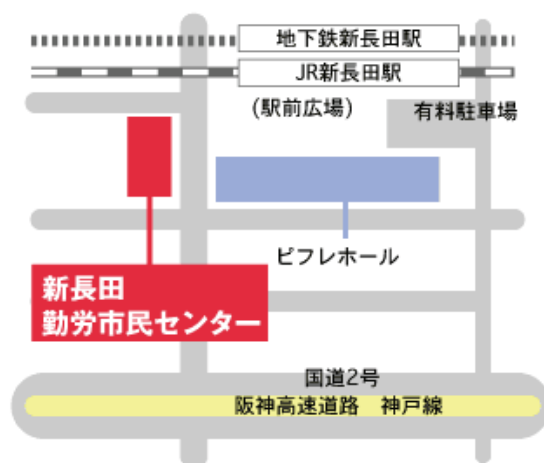 地下鉄新長田駅
JR新長田駅
(駅前広場)
有料駐車場
ピフレホール
新長田
勤労市民センター
国道2号
阪神高速道路　神戸線